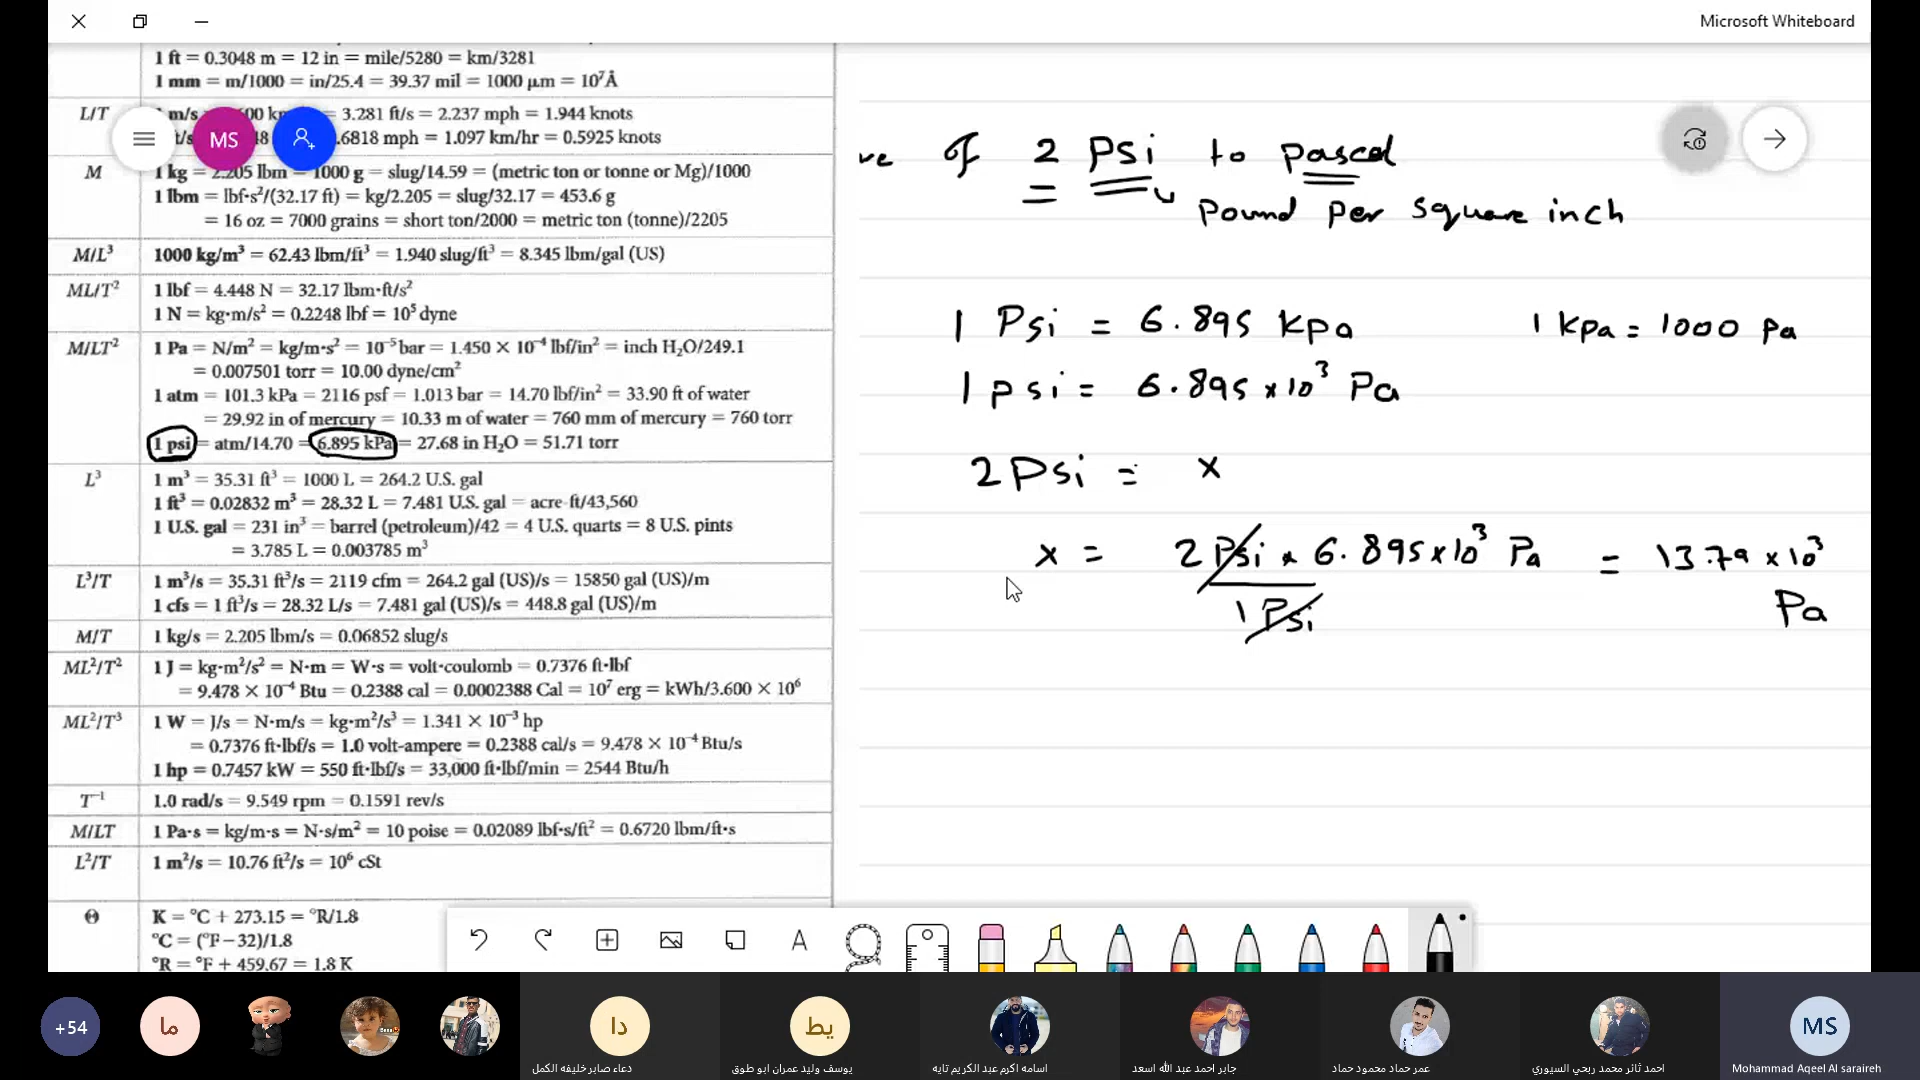 Microsoft Whiteboard
1 ft = 0.3048 m = 12 in = mile/5280 = km/3281
1 mm = m/1000 = in/25.4 = 39.37 mil = 1000 μm = 10⁷Å
L/T
m/s
3.281 ft/s = 2.237 mph = 1.944 knots
.6818 mph = 1.097 km/hr = 0.5925 knots
MS
M
1 kg = 2.205 lbm = 1000 g = slug/14.59 = (metric ton or tonne or Mg)/1000
1 lbm = lbf·s²/(32.17 ft) = kg/2.205 = slug/32.17 = 453.6 g
= 16 oz = 7000 grains = short ton/2000 = metric ton (tonne)/2205
M/L³
1000 kg/m³ = 62.43 lbm/ft³ = 1.940 slug/ft³ = 8.345 lbm/gal (US)
ML/T²
1 lbf = 4.448 N = 32.17 lbm·ft/s²
1 N = kg·m/s² = 0.2248 lbf = 10⁵ dyne
M/LT²
1 Pa = N/m² = kg/m·s² = 10⁻⁵ bar = 1.450 × 10⁻⁴ lbf/in² = inch H₂O/249.1
= 0.007501 torr = 10.00 dyne/cm²
1 atm = 101.3 kPa = 2116 psf = 1.013 bar = 14.70 lbf/in² = 33.90 ft of water
= 29.92 in of mercury = 10.33 m of water = 760 mm of mercury = 760 torr
1 psi = atm/14.70 = 6.895 kPa = 27.68 in H₂O = 51.71 torr
L³
1 m³ = 35.31 ft³ = 1000 L = 264.2 U.S. gal
1 ft³ = 0.02832 m³ = 28.32 L = 7.481 U.S. gal = acre-ft/43,560
1 U.S. gal = 231 in³ = barrel (petroleum)/42 = 4 U.S. quarts = 8 U.S. pints
= 3.785 L = 0.003785 m³
L³/T
1 m³/s = 35.31 ft³/s = 2119 cfm = 264.2 gal (US)/s = 15850 gal (US)/m
1 cfs = 1 ft³/s = 28.32 L/s = 7.481 gal (US)/s = 448.8 gal (US)/m
M/T
1 kg/s = 2.205 lbm/s = 0.06852 slug/s
ML²/T²
1 J = kg·m²/s² = N·m = W·s = volt·coulomb = 0.7376 ft·lbf
= 9.478 × 10⁻⁴ Btu = 0.2388 cal = 0.0002388 Cal = 10⁷ erg = kWh/3.600 × 10⁶
ML²/T³
1 W = J/s = N·m/s = kg·m²/s³ = 1.341 × 10⁻³ hp
= 0.7376 ft·lbf/s = 1.0 volt-ampere = 0.2388 cal/s = 9.478 × 10⁻⁴ Btu/s
1 hp = 0.7457 kW = 550 ft·lbf/s = 33,000 ft·lbf/min = 2544 Btu/h
T⁻¹
1.0 rad/s = 9.549 rpm = 0.1591 rev/s
M/LT
1 Pa·s = kg/m·s = N·s/m² = 10 poise = 0.02089 lbf·s/ft² = 0.6720 lbm/ft·s
L²/T
1 m²/s = 10.76 ft²/s = 10⁶ cSt
Θ
K = °C + 273.15 = °R/1.8
°C = (°F − 32)/1.8
°R = °F + 459.67 = 1.8 K
re of 2 Psi to pascal
Pound Per Square inch
1 Psi = 6.895 kpa
1 kpa = 1000 Pa
1 psi = 6.895 × 10³ Pa
2 Psi = x
x = 2 Psi * 6.895 × 10³ Pa = 13.79 × 10³
1 Psi
Pa
+54
ما
دا
يط
MS
دعاء صابر خليفه الكمل
يوسف وليد عمران ابو طوق
اسامه اكرم عبد الكريم تايه
جابر احمد عبد الله اسعد
عمر حماد محمود حماد
احمد ثائر محمد ربحي السيوري
Mohammad Aqeel Al saraireh